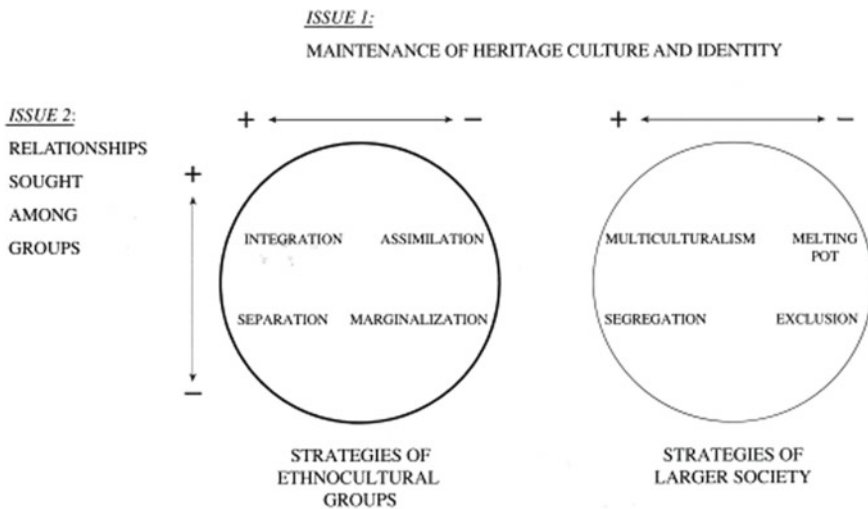 ISSUE 1:
MAINTENANCE OF HERITAGE CULTURE AND IDENTITY
ISSUE 2:
RELATIONSHIPS
SOUGHT
AMONG
GROUPS
+ −
+ −
+
−
INTEGRATION ASSIMILATION
SEPARATION MARGINALIZATION
MULTICULTURALISM MELTING
POT
SEGREGATION EXCLUSION
STRATEGIES OF
ETHNOCULTURAL
GROUPS
STRATEGIES OF
LARGER SOCIETY